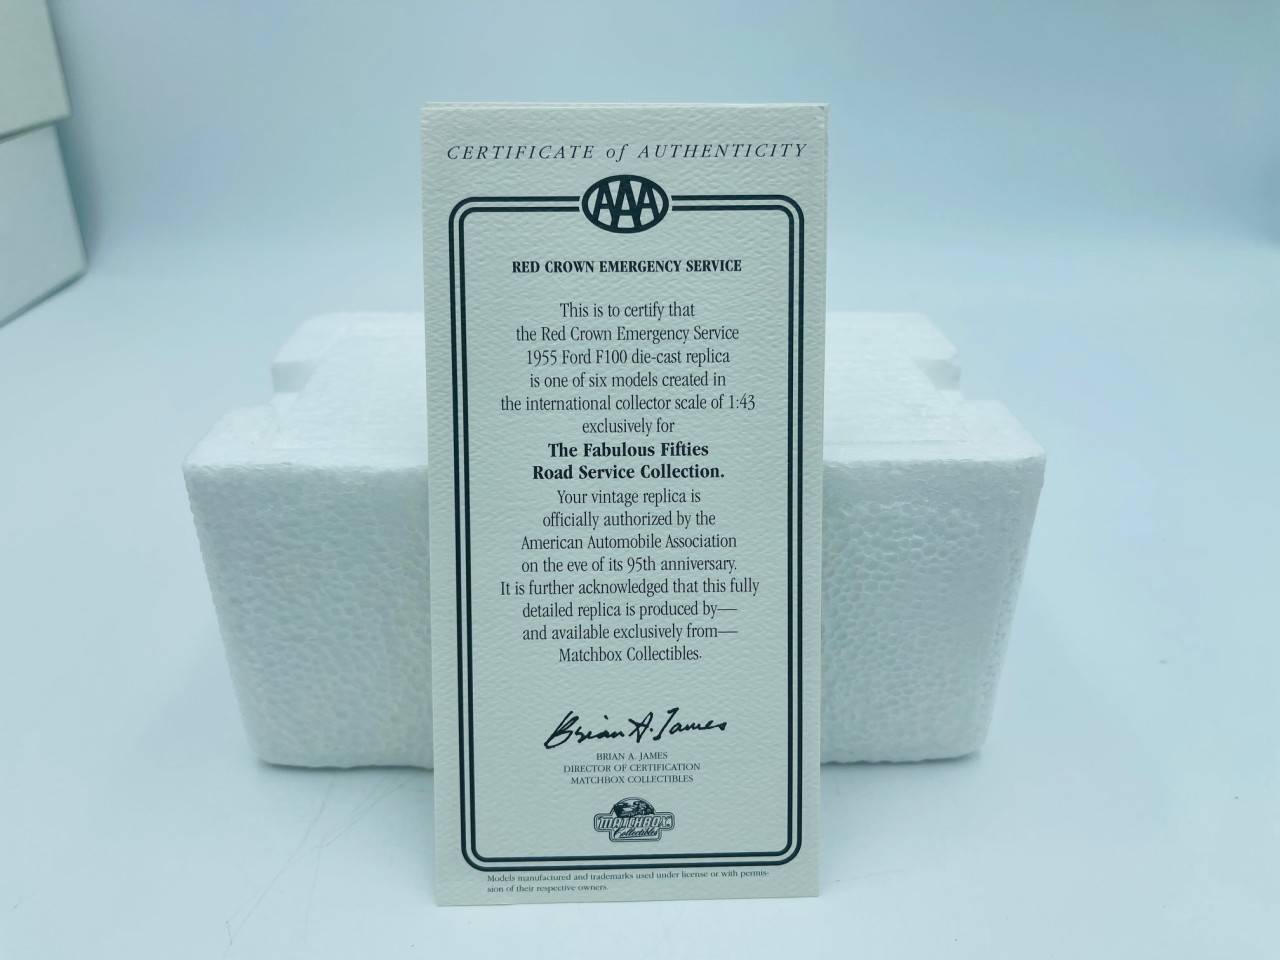 CERTIFICATE of AUTHENTICITY
AAA
RED CROWN EMERGENCY SERVICE
This is to certify that
the Red Crown Emergency Service
1955 Ford F100 die-cast replica
is one of six models created in
the international collector scale of 1:43
exclusively for
The Fabulous Fifties
Road Service Collection.
Your vintage replica is
officially authorized by the
American Automobile Association
on the eve of its 95th anniversary.
It is further acknowledged that this fully
detailed replica is produced by—
and available exclusively from—
Matchbox Collectibles.
Brian A. James
BRIAN A. JAMES
DIRECTOR OF CERTIFICATION
MATCHBOX COLLECTIBLES
MATCHBOX
Collectibles
Models manufactured and trademarks used under license or with permis-
sion of their respective owners.